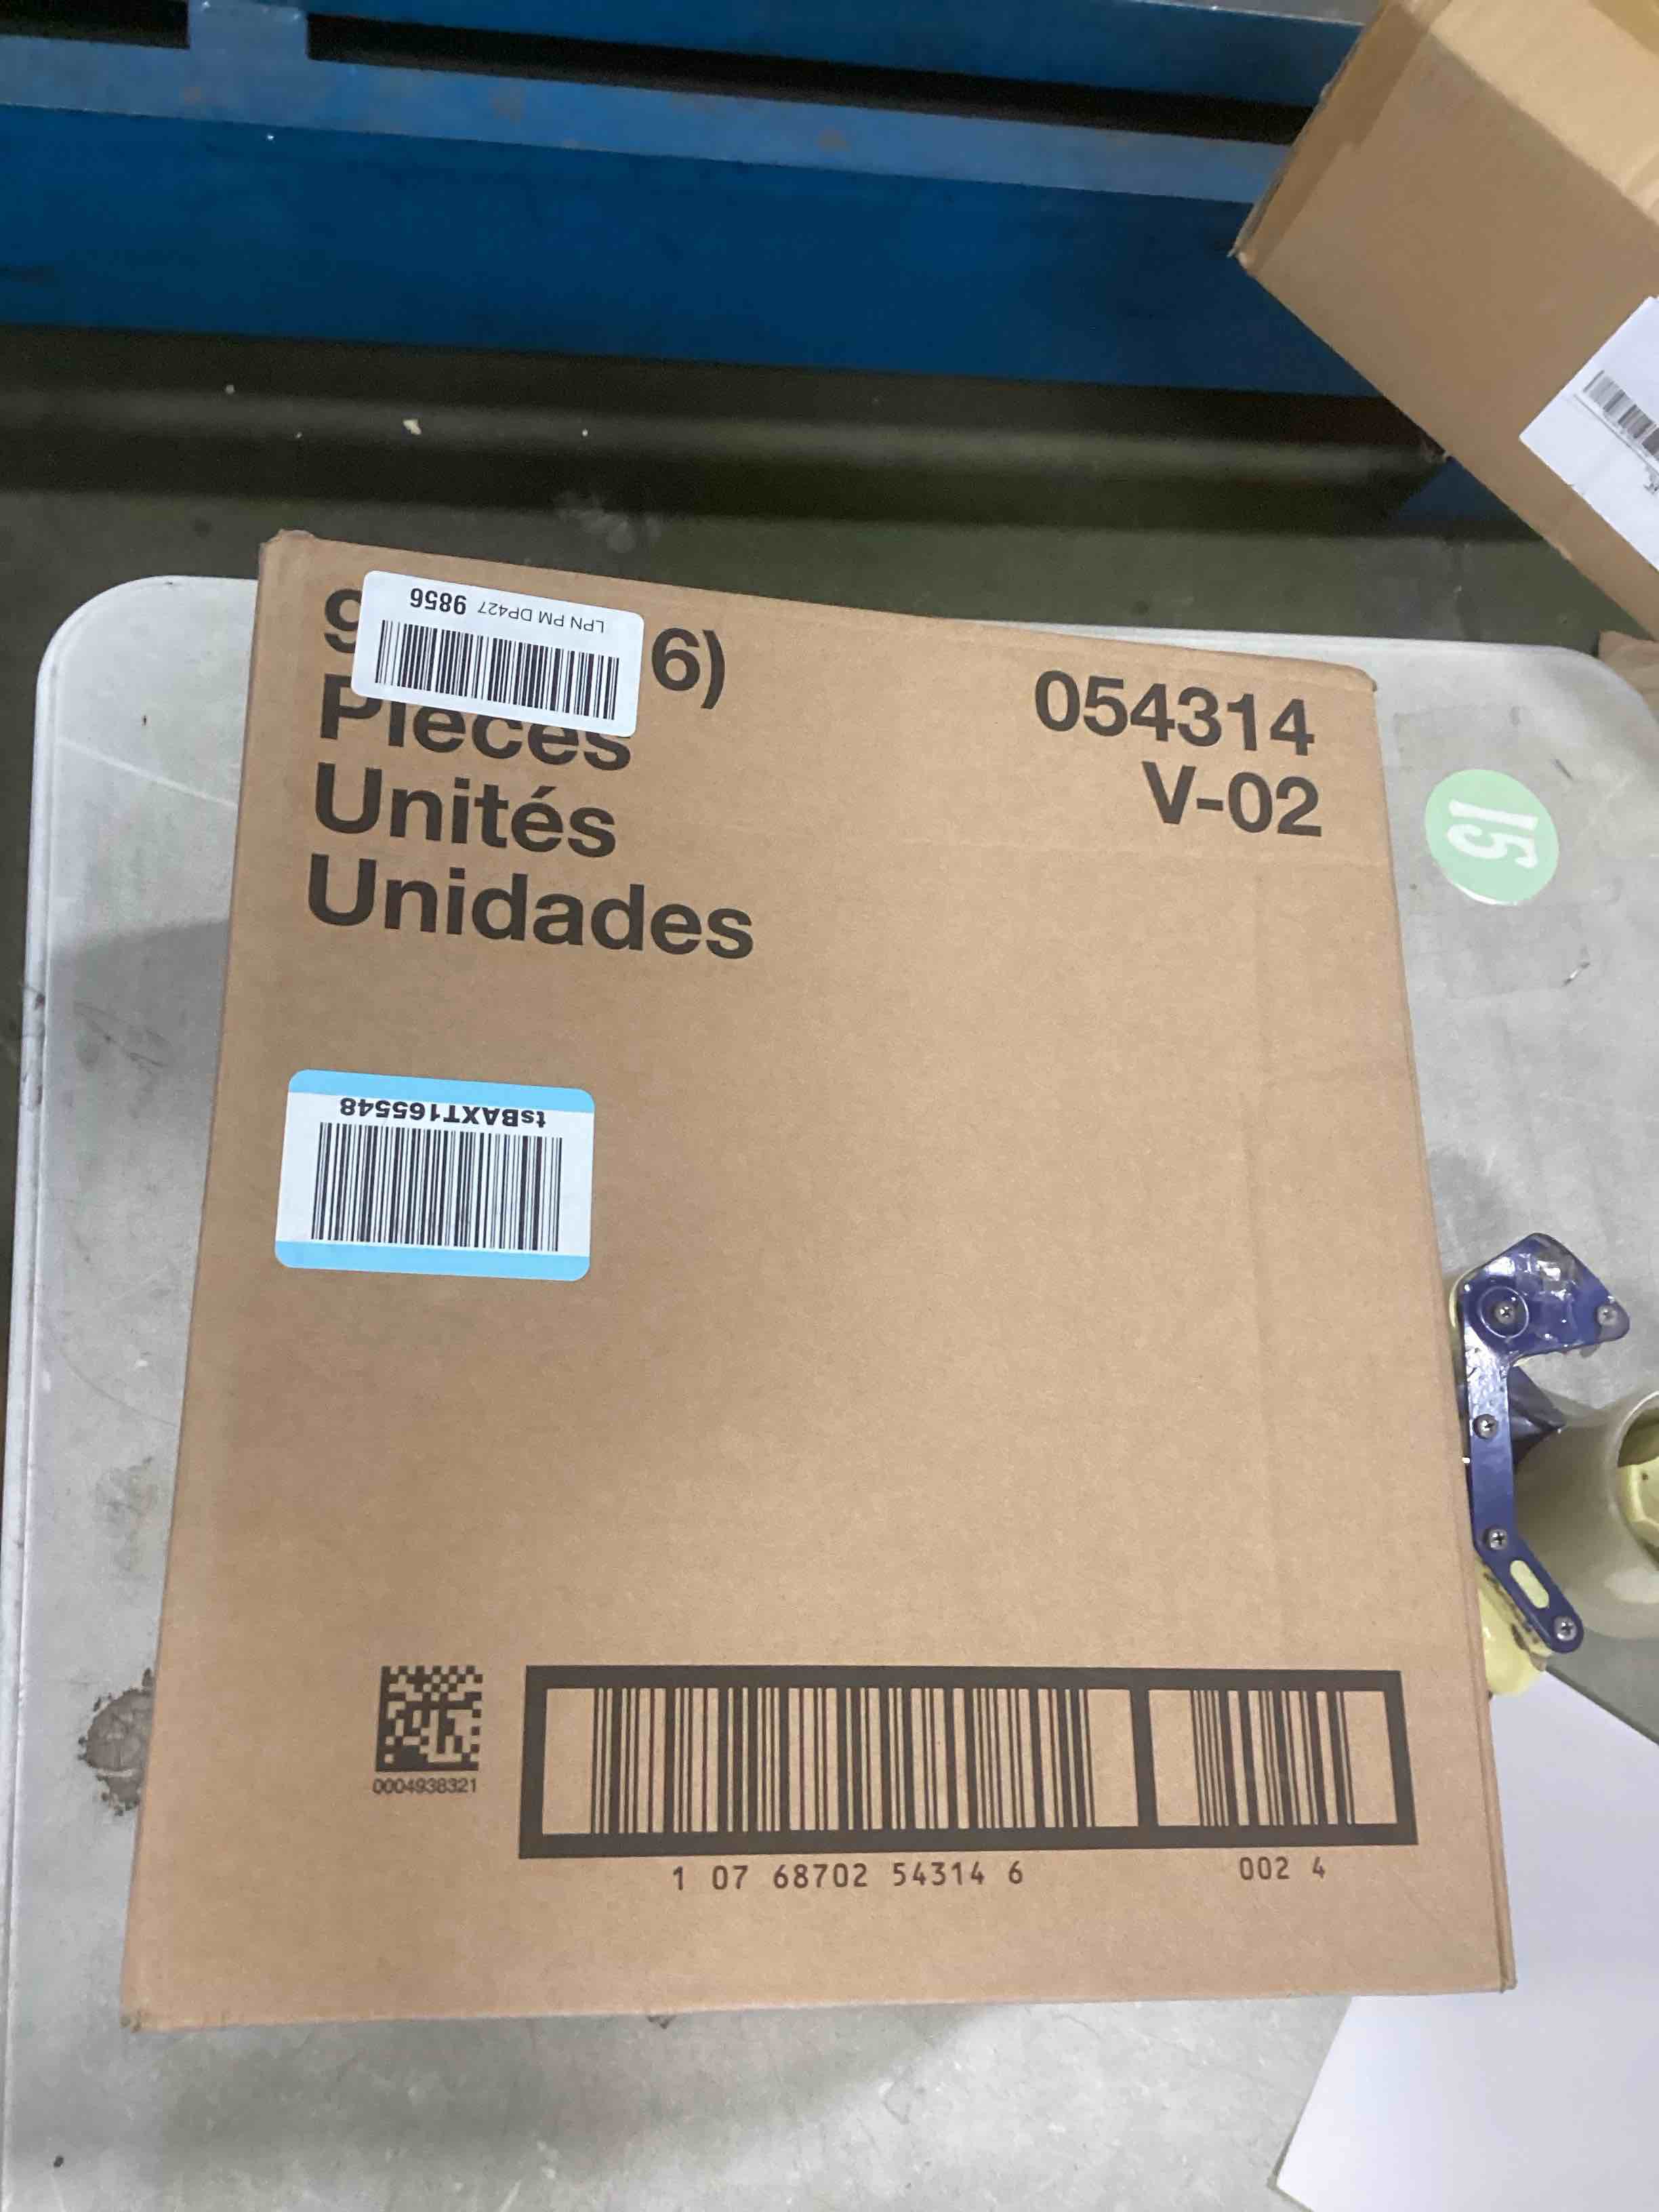 LPN PM DP427 9856
6)
Pieces
Unités
Unidades
054314
V-02
tsBAXT165548
15
0004938321
1 07 68702 54314 6
002 4